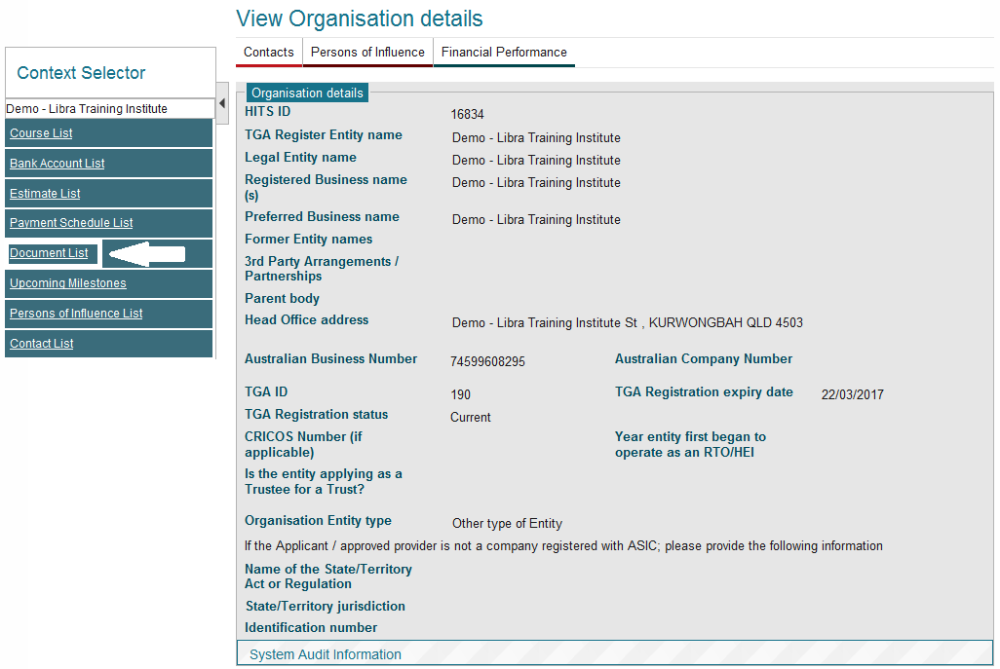 View Organisation details
Contacts
Persons of Influence
Financial Performance
Context Selector
Demo - Libra Training Institute
Course List
Bank Account List
Estimate List
Payment Schedule List
Document List
Upcoming Milestones
Persons of Influence List
Contact List
Organisation details
HITS ID 16834
TGA Register Entity name Demo - Libra Training Institute
Legal Entity name Demo - Libra Training Institute
Registered Business name Demo - Libra Training Institute
(s)
Preferred Business name Demo - Libra Training Institute
Former Entity names
3rd Party Arrangements /
Partnerships
Parent body
Head Office address Demo - Libra Training Institute St , KURWONGBAH QLD 4503
Australian Business Number 74599608295 Australian Company Number
TGA ID 190 TGA Registration expiry date 22/03/2017
TGA Registration status Current
CRICOS Number (if Year entity first began to
applicable) operate as an RTO/HEI
Is the entity applying as a
Trustee for a Trust?
Organisation Entity type Other type of Entity
If the Applicant / approved provider is not a company registered with ASIC; please provide the following information
Name of the State/Territory
Act or Regulation
State/Territory jurisdiction
Identification number
System Audit Information